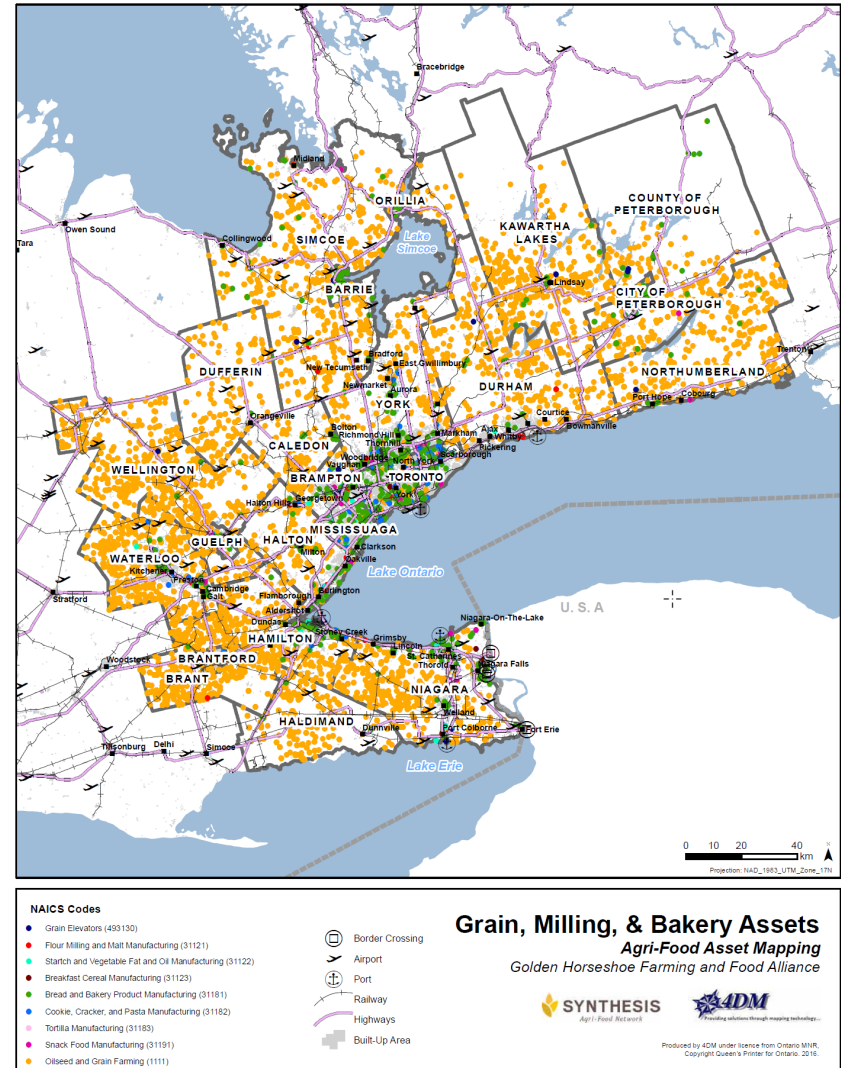 Bracebridge
Midland
ORILLIA
COUNTY OF
PETERBOROUGH
Owen Sound
Tara
Collingwood
SIMCOE
Lake
Simcoe
KAWARTHA
LAKES
BARRIE
Lindsay
CITY OF
PETERBOROUGH
Trenton
Bradford
New Tecumseth
East Gwillimbury
DUFFERIN
Newmarket
Aurora
DURHAM
NORTHUMBERLAND
Port Hope
Cobourg
YORK
Orangeville
Courtice
Bowmanville
Bolton
Ajax
Richmond Hill
Markham
Whitby
CALEDON
Thornhill
Pickering
Woodbridge
Vaughan
North York
Scarborough
WELLINGTON
BRAMPTON
TORONTO
Georgetown
York
Halton Hills
MISSISSUAGA
GUELPH
HALTON
Milton
Clarkson
WATERLOO
Oakville
Kitchener
Lake Ontario
Preston
Cambridge
Galt
Stratford
Flamborough
Burlington
Aldershot
U.S.A
Dundas
Niagara-On-The-Lake
Stoney Creek
HAMILTON
Grimsby
Lincoln
St. Catharines
Thorold
Niagara Falls
Woodstock
BRANTFORD
BRANT
NIAGARA
Welland
HALDIMAND
Dunnville
Port Colborne
Fort Erie
Tillsonburg
Delhi
Simcoe
Lake Erie
0 10 20 40
km
Projection: NAD_1983_UTM_Zone_17N
NAICS Codes
Grain Elevators (493130)
Flour Milling and Malt Manufacturing (31121)
Startch and Vegetable Fat and Oil Manufacturing (31122)
Breakfast Cereal Manufacturing (31123)
Bread and Bakery Product Manufacturing (31181)
Cookie, Cracker, and Pasta Manufacturing (31182)
Tortilla Manufacturing (31183)
Snack Food Manufacturing (31191)
Oilseed and Grain Farming (1111)
Border Crossing
Airport
Port
Railway
Highways
Built-Up Area
Grain, Milling, & Bakery Assets
Agri-Food Asset Mapping
Golden Horseshoe Farming and Food Alliance
SYNTHESIS
Agri-Food Network
4DM
Providing solutions through mapping technology...
Produced by 4DM under licence from Ontario MNR,
Copyright Queen's Printer for Ontario. 2016.